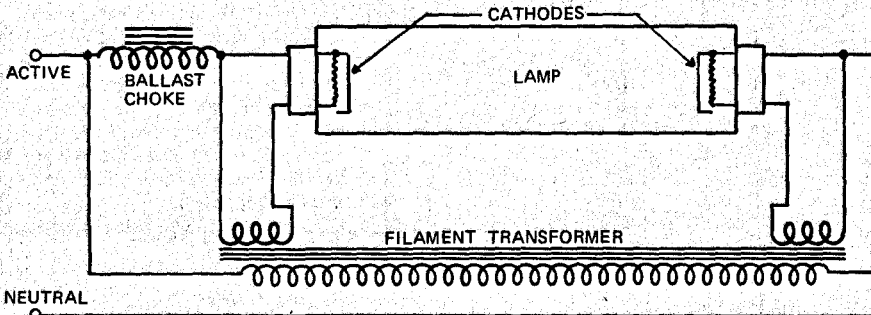 CATHODES
ACTIVE
BALLAST
CHOKE
LAMP
FILAMENT TRANSFORMER
NEUTRAL